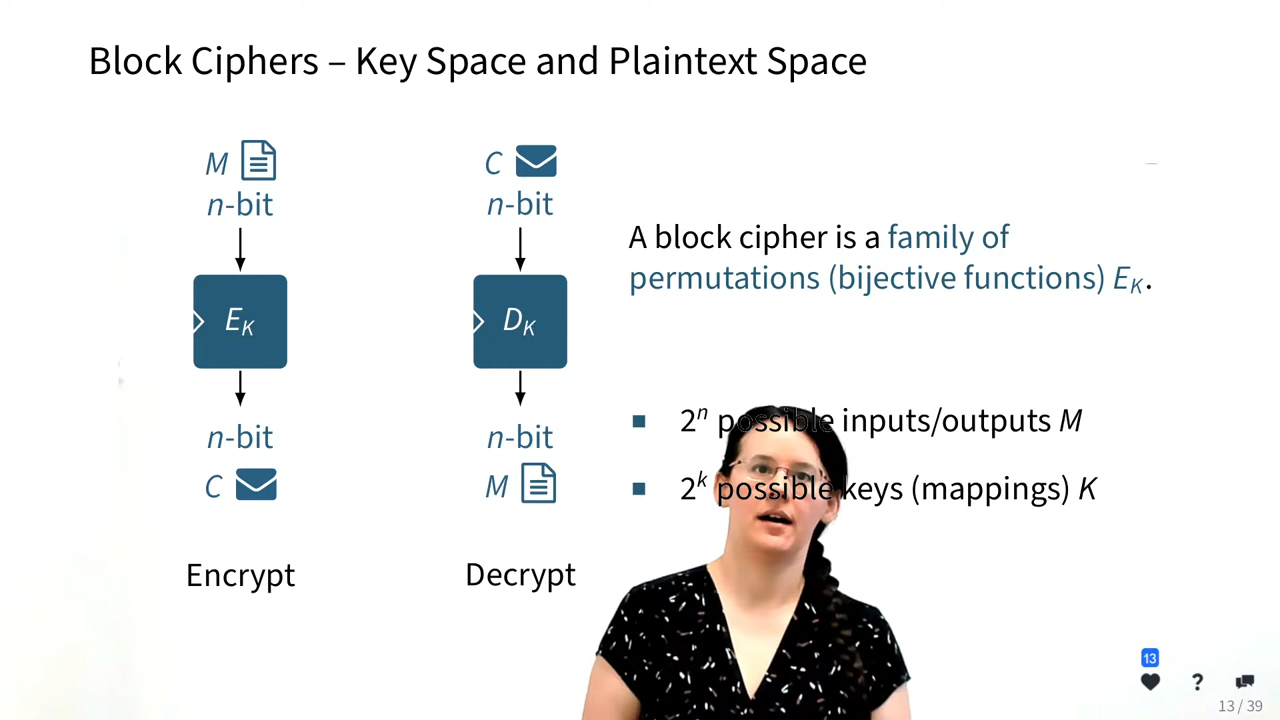 Block Ciphers – Key Space and Plaintext Space
M
n-bit
E_K
n-bit
C
Encrypt
C
n-bit
D_K
n-bit
M
Decrypt
A block cipher is a family of
permutations (bijective functions) E_K.
2^n possible inputs/outputs M
2^k possible keys (mappings) K
13
?
13 / 39